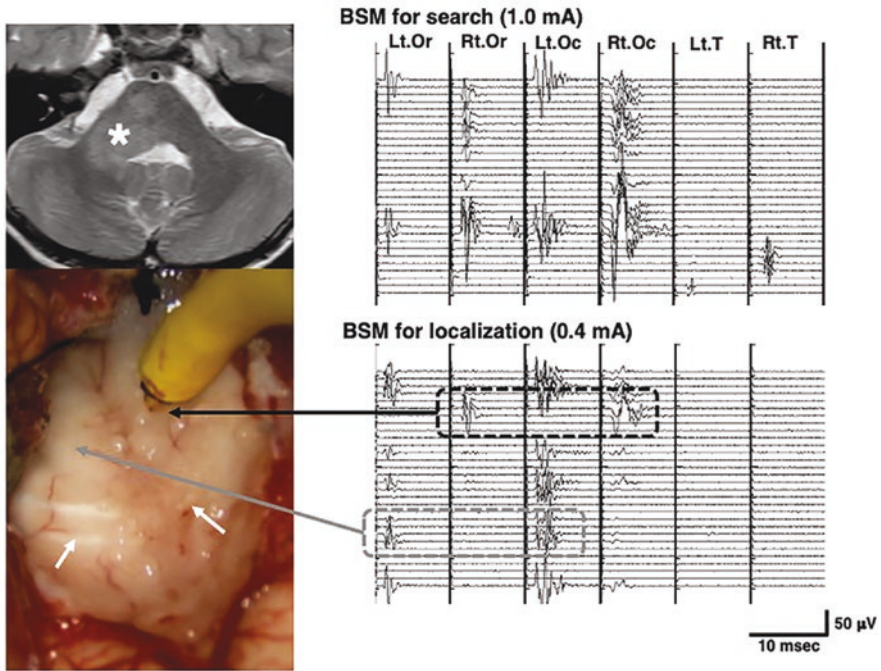 BSM for search (1.0 mA)
Lt.Or Rt.Or Lt.Oc Rt.Oc Lt.T Rt.T
*
BSM for localization (0.4 mA)
50 µV
10 msec